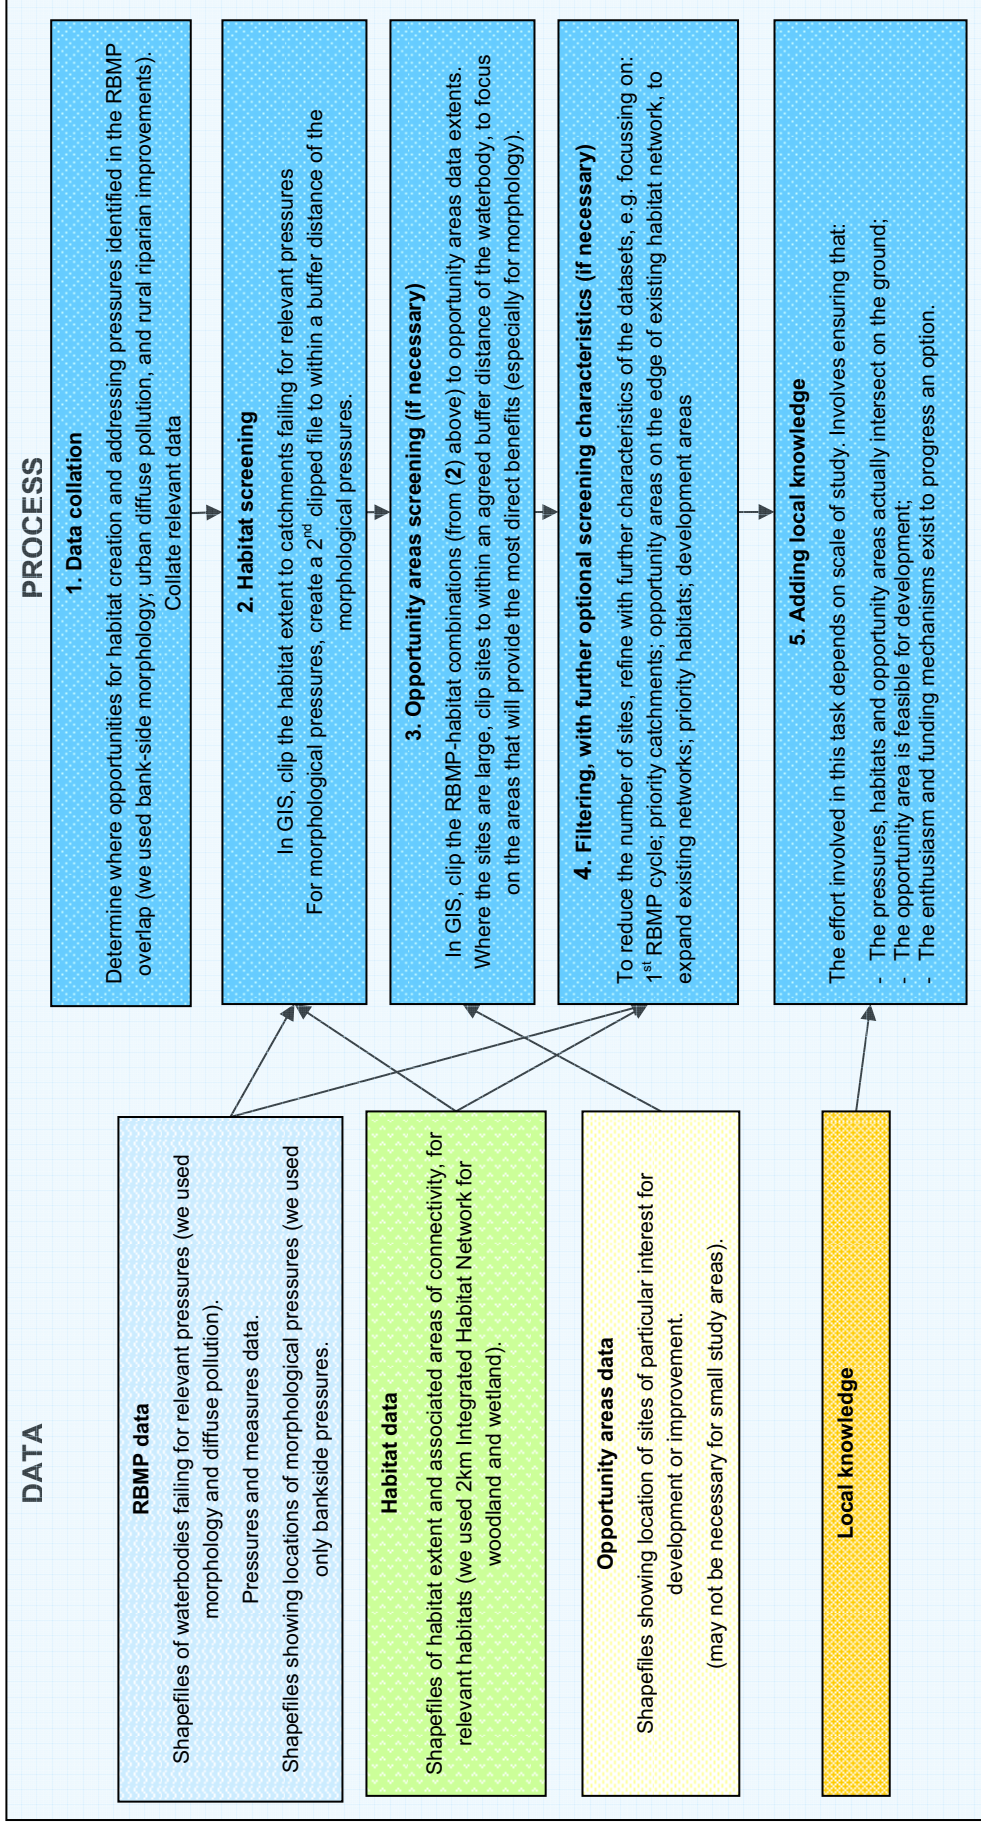 DATA
PROCESS
RBMP data
Shapefiles of waterbodies failing for relevant pressures (we used
morphology and diffuse pollution).
Pressures and measures data.
Shapefiles showing locations of morphological pressures (we used
only bankside pressures.
Habitat data
Shapefiles of habitat extent and associated areas of connectivity, for
relevant habitats (we used 2km Integrated Habitat Network for
woodland and wetland).
Opportunity areas data
Shapefiles showing location of sites of particular interest for
development or improvement.
(may not be necessary for small study areas).
Local knowledge
1. Data collation
Determine where opportunities for habitat creation and addressing pressures identified in the RBMP
overlap (we used bank-side morphology; urban diffuse pollution, and rural riparian improvements).
Collate relevant data
2. Habitat screening
In GIS, clip the habitat extent to catchments failing for relevant pressures
For morphological pressures, create a 2nd clipped file to within a buffer distance of the
morphological pressures.
3. Opportunity areas screening (if necessary)
In GIS, clip the RBMP-habitat combinations (from (2) above) to opportunity areas data extents.
Where the sites are large, clip sites to within an agreed buffer distance of the waterbody, to focus
on the areas that will provide the most direct benefits (especially for morphology).
4. Filtering, with further optional screening characteristics (if necessary)
To reduce the number of sites, refine with further characteristics of the datasets, e.g. focussing on:
1st RBMP cycle; priority catchments; opportunity areas on the edge of existing habitat network, to
expand existing networks; priority habitats; development areas
5. Adding local knowledge
The effort involved in this task depends on scale of study. Involves ensuring that:
- The pressures, habitats and opportunity areas actually intersect on the ground;
- The opportunity area is feasible for development;
- The enthusiasm and funding mechanisms exist to progress an option.